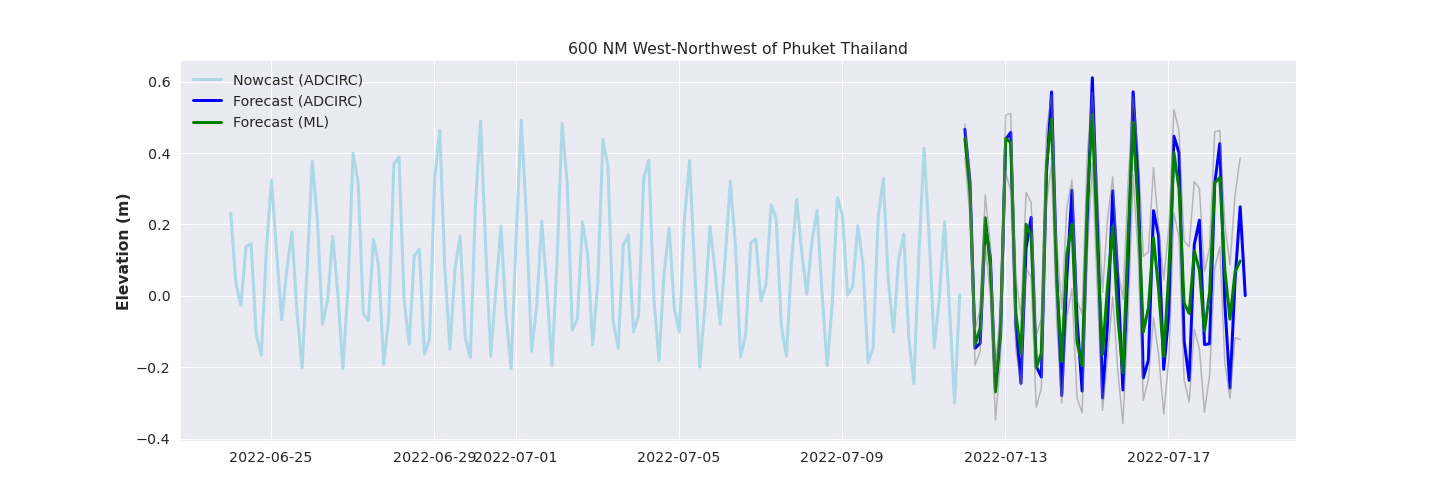 600 NM West-Northwest of Phuket Thailand
Nowcast (ADCIRC)
Forecast (ADCIRC)
Forecast (ML)
Elevation (m)
0.6
0.4
0.2
0.0
−0.2
−0.4
2022-06-25
2022-06-29
2022-07-01
2022-07-05
2022-07-09
2022-07-13
2022-07-17